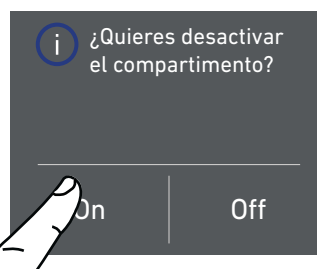 i ¿Quieres desactivar
el compartimento?
On Off